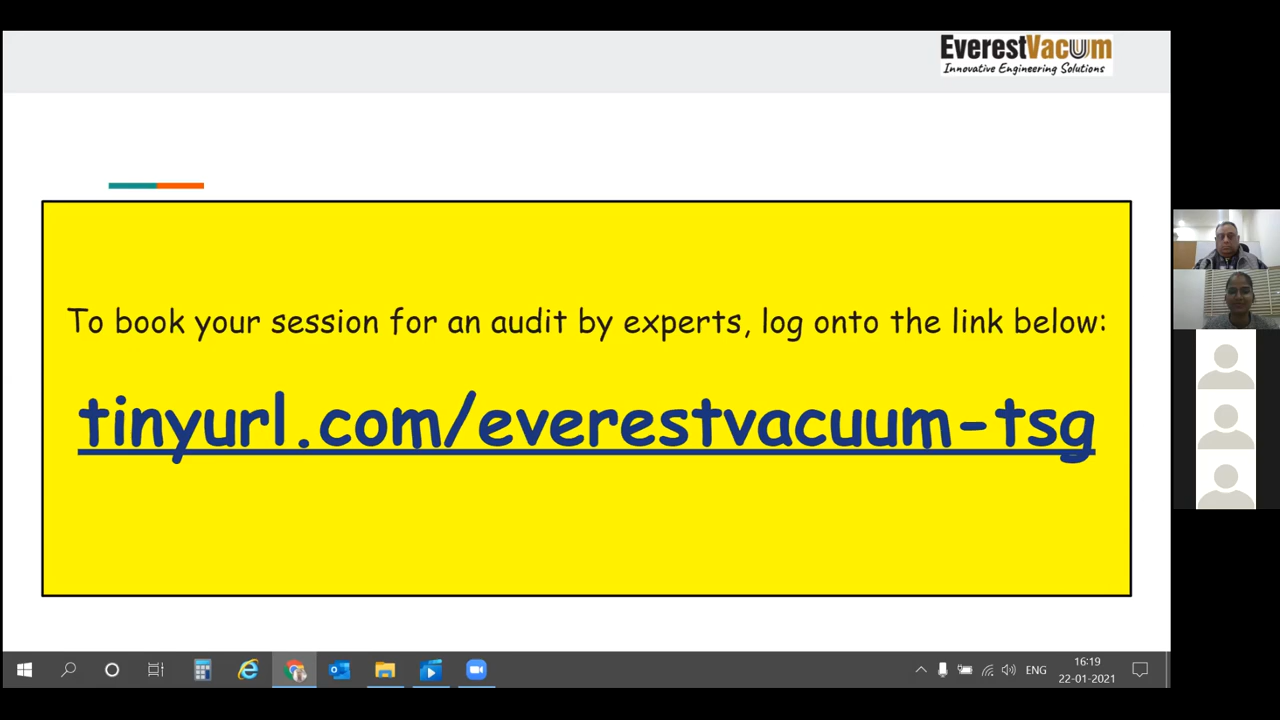 EverestVacuum
Innovative Engineering Solutions
To book your session for an audit by experts, log onto the link below:
tinyurl.com/everestvacuum-tsg
ENG
16:19
22-01-2021